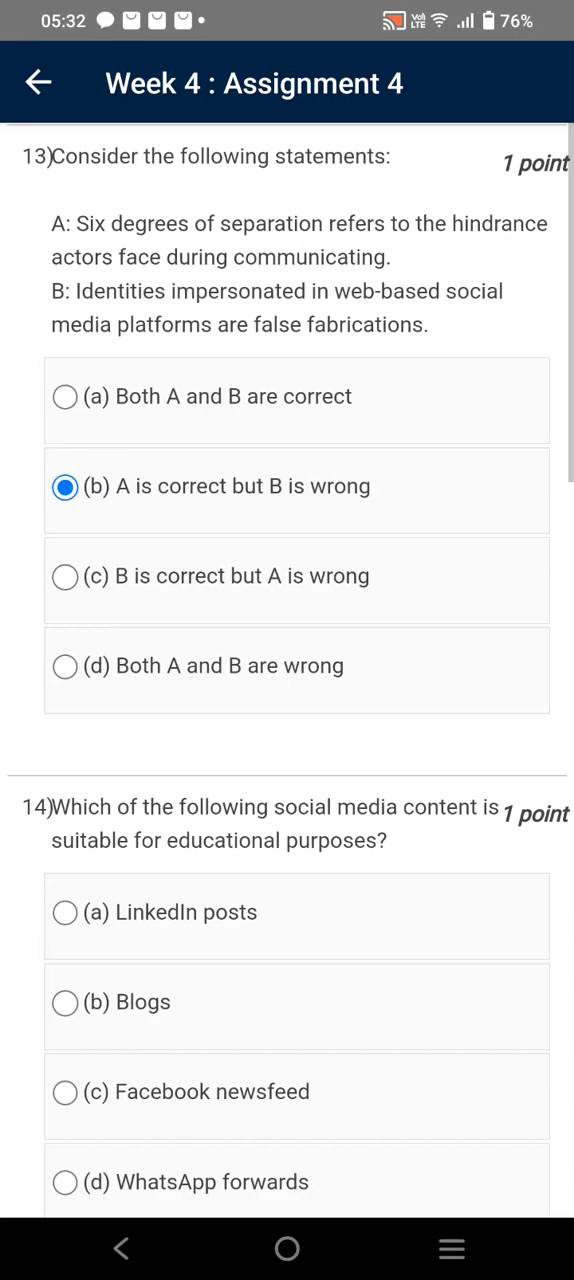 05:32
Vo) LTE 76%
Week 4 : Assignment 4
13)Consider the following statements:
1 point
A: Six degrees of separation refers to the hindrance
actors face during communicating.
B: Identities impersonated in web-based social
media platforms are false fabrications.
(a) Both A and B are correct
(b) A is correct but B is wrong
(c) B is correct but A is wrong
(d) Both A and B are wrong
14)Which of the following social media content is 1 point
suitable for educational purposes?
(a) LinkedIn posts
(b) Blogs
(c) Facebook newsfeed
(d) WhatsApp forwards